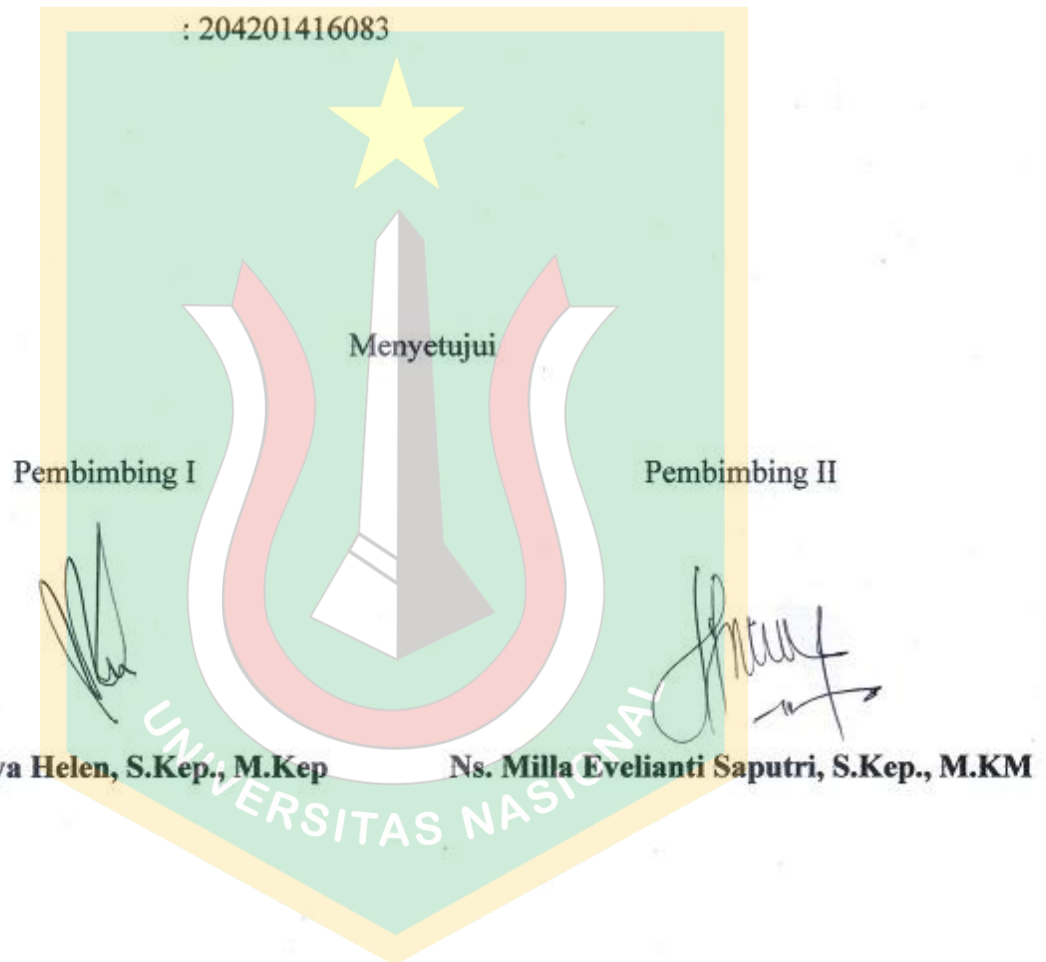 : 204201416083
Menyetujui
Pembimbing I Pembimbing II
Helen, S.Kep., M.Kep Ns. Milla Evelianti Saputri, S.Kep., M.KM
UNIVERSITAS NASIONAL